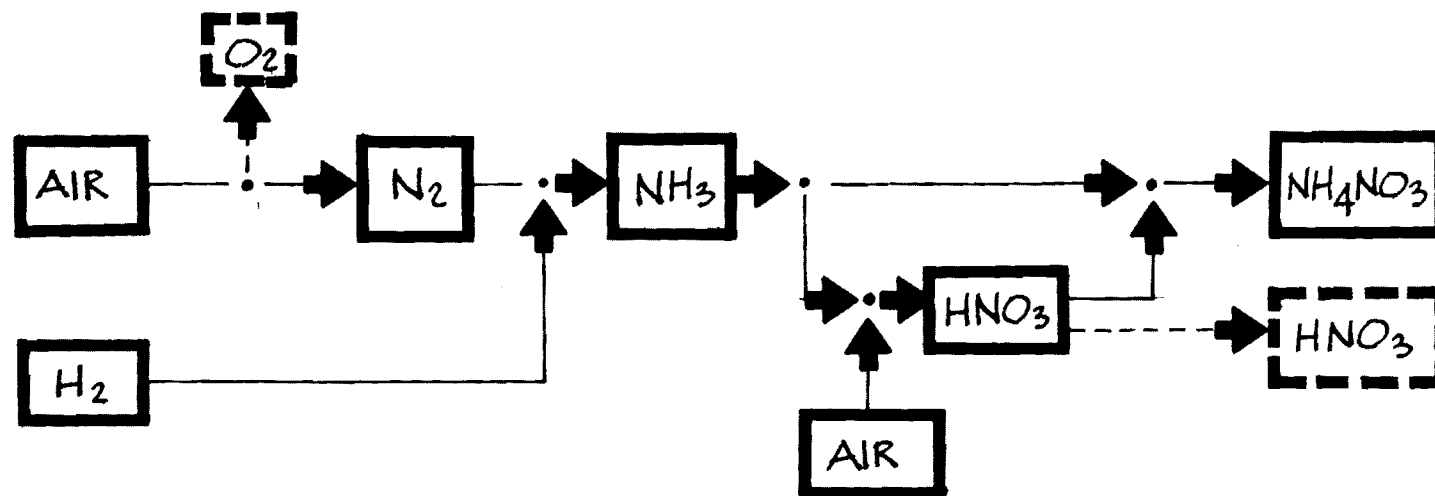 O₂
AIR
N₂
NH₃
NH₄NO₃
HNO₃
HNO₃
H₂
AIR